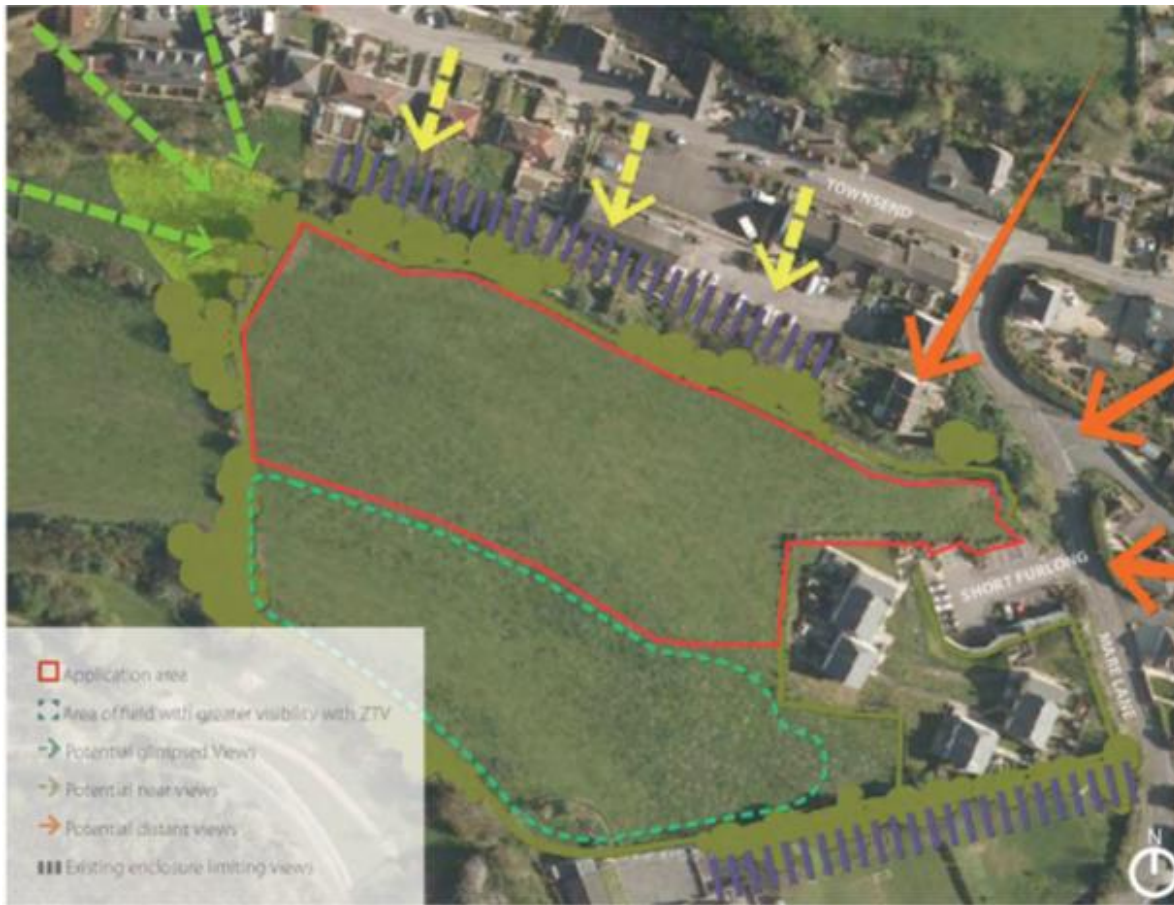 TOWNSEND
SHORT FURLONG
MARE LANE
Application area
Area of field with greater visibility with ZTV
Potential glimpsed Views
Potential near views
Potential distant views
Existing enclosure limiting views
N